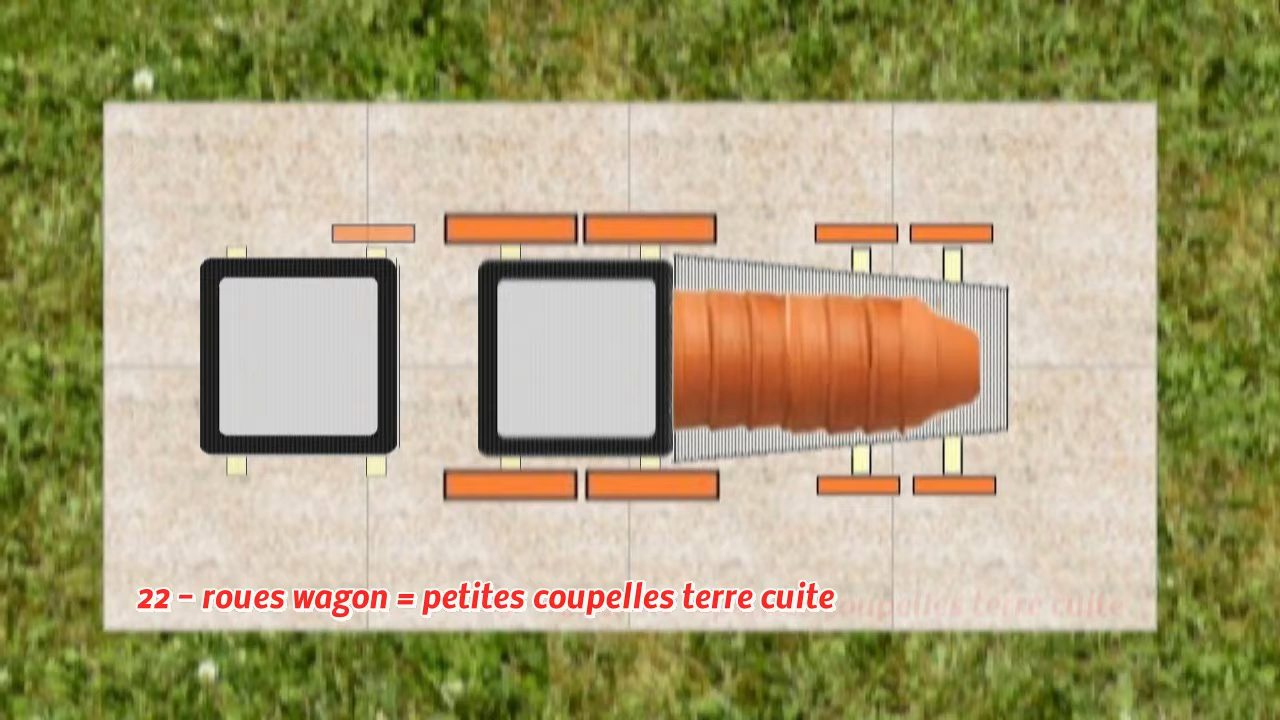 22 – roues wagon = petites coupelles terre cuite